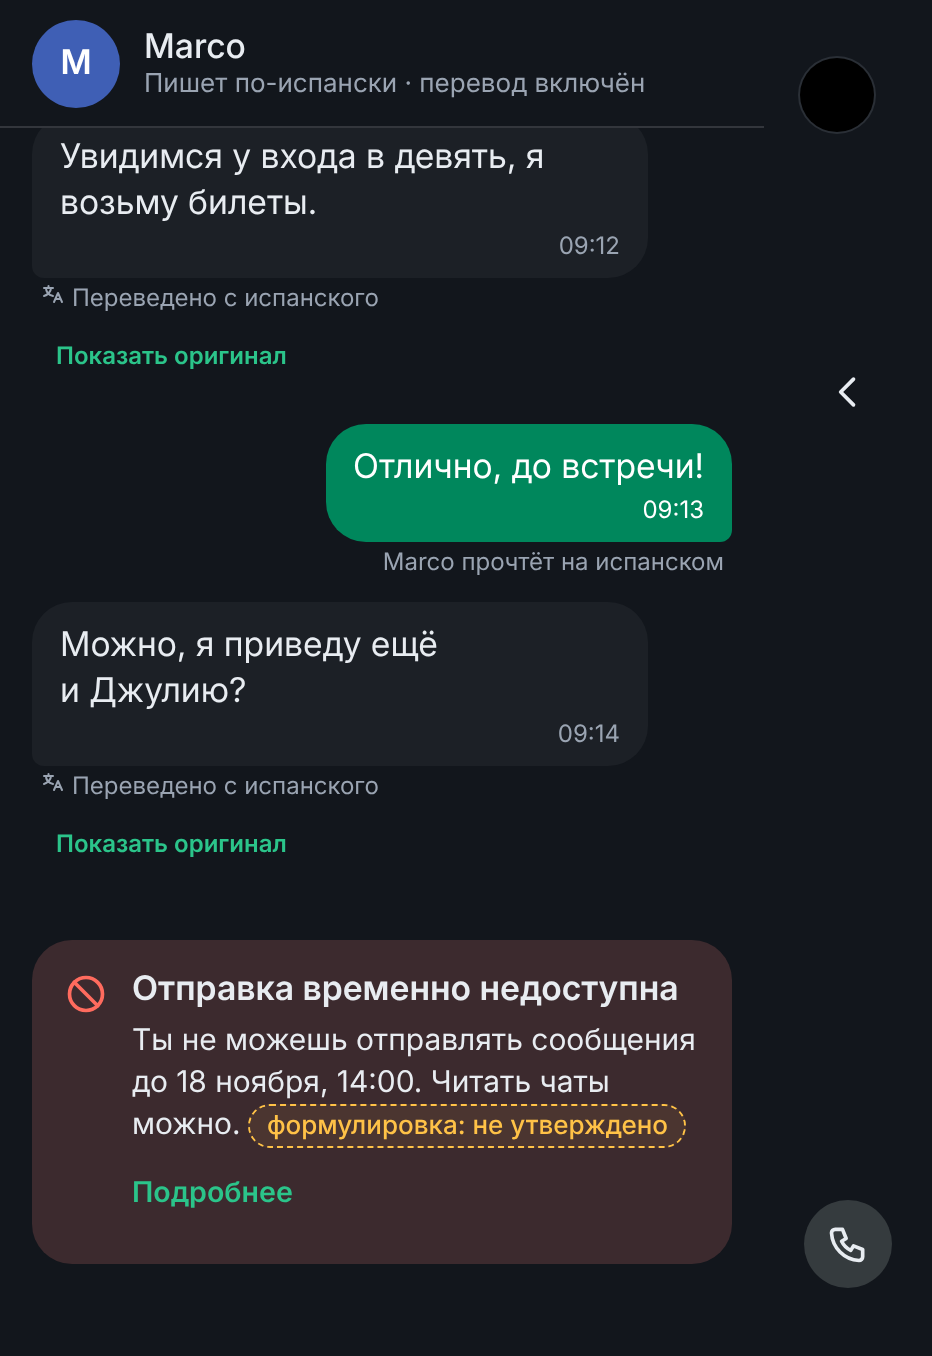 M
Marco
Пишет по-испански · перевод включён
Увидимся у входа в девять, я
возьму билеты.
09:12
Переведено с испанского
Показать оригинал
Отлично, до встречи!
09:13
Marco прочтёт на испанском
Можно, я приведу ещё
и Джулию?
09:14
Переведено с испанского
Показать оригинал
Отправка временно недоступна
Ты не можешь отправлять сообщения
до 18 ноября, 14:00. Читать чаты
можно. формулировка: не утверждено
Подробнее